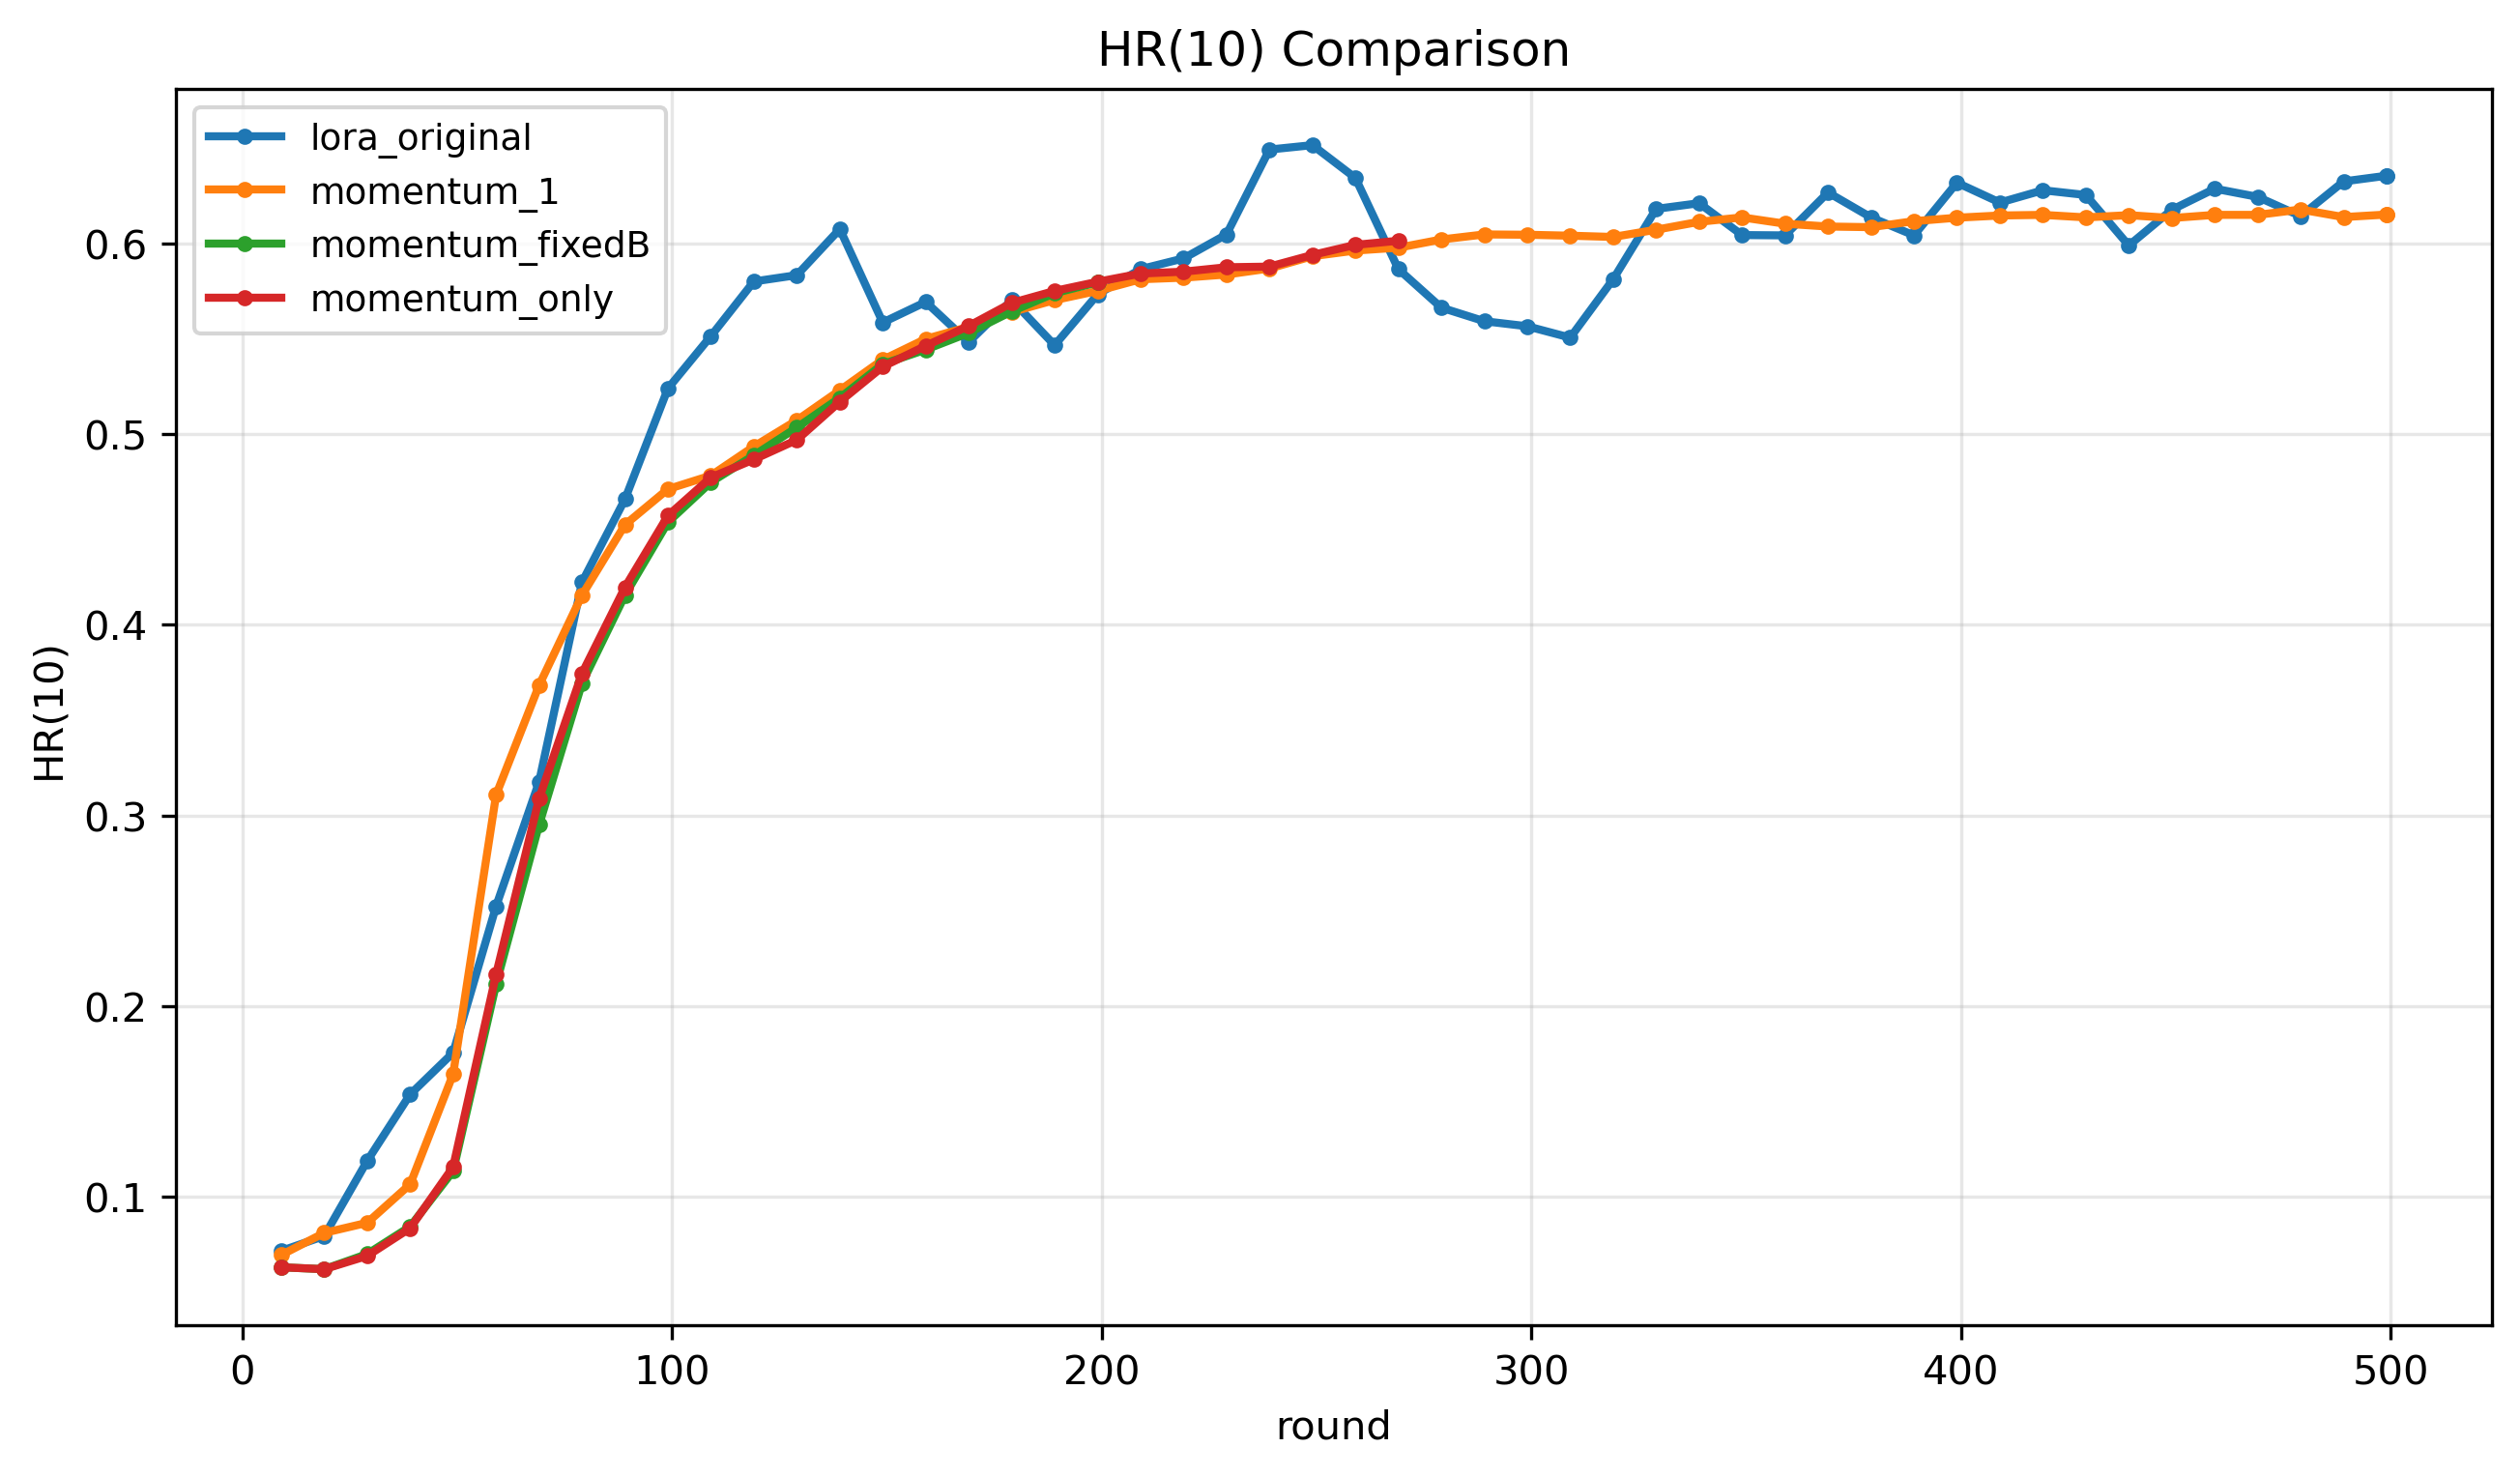 HR(10) Comparison
lora_original
momentum_1
momentum_fixedB
momentum_only
HR(10)
0.6
0.5
0.4
0.3
0.2
0.1
0 100 200 300 400 500
round